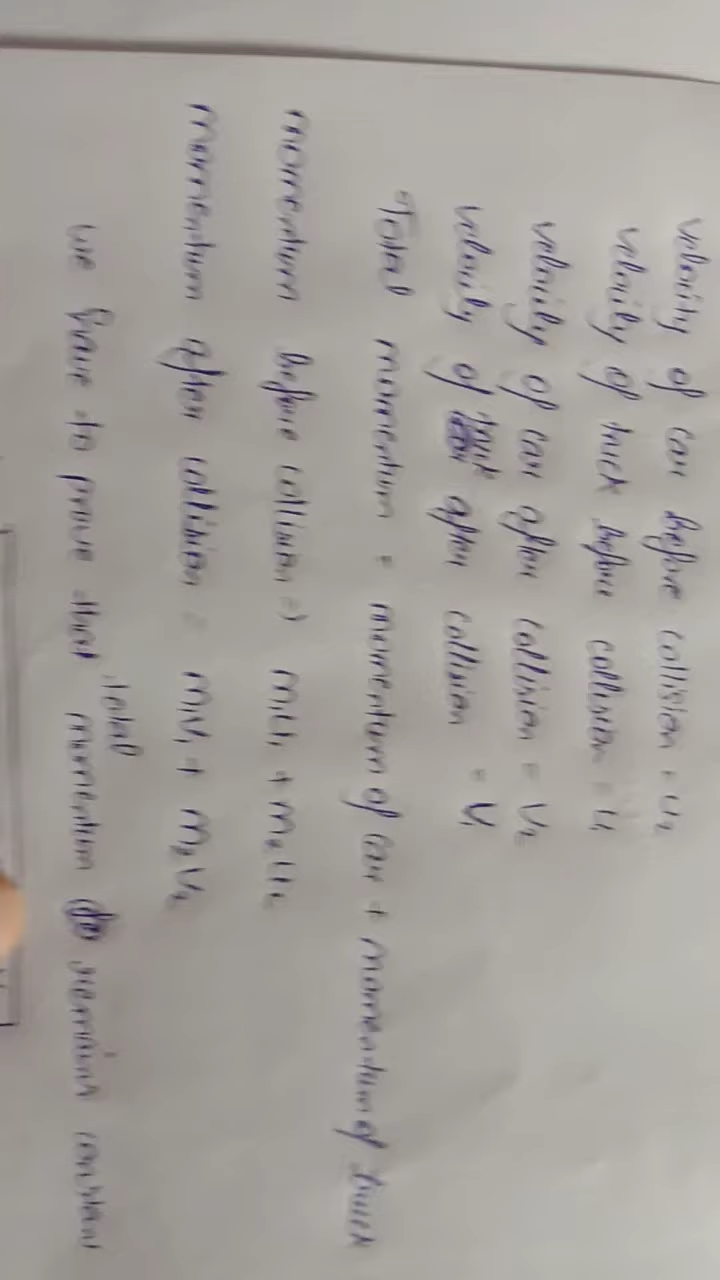 velocity of car before collision = u₂
velocity of truck before collision = u₁
velocity of car after collision = v₂
velocity of truck after collision = v₁
Total momentum = momentum of car + momentum of truck
momentum before collision => m₁u₁ + m₂u₂
momentum after collision = m₁v₁ + m₂v₂
we have to prove that total momentum remains constant